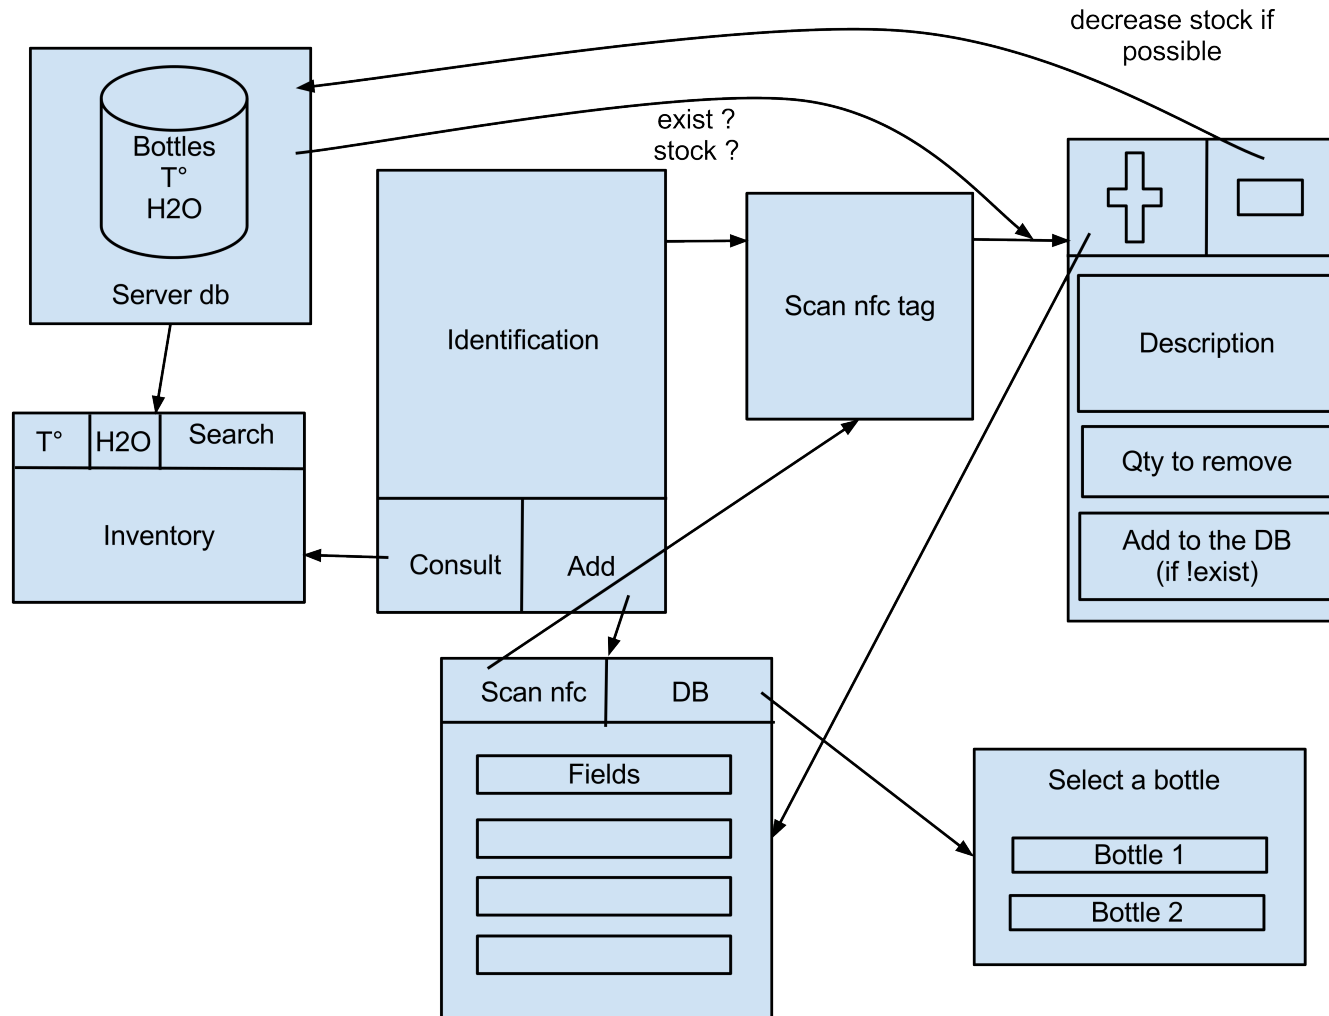 decrease stock if
possible
exist ?
stock ?
Bottles
T°
H2O
Server db
Identification
Scan nfc tag
Description
Qty to remove
Add to the DB
(if !exist)
T°
H2O
Search
Inventory
Consult
Add
Scan nfc
DB
Fields
Select a bottle
Bottle 1
Bottle 2